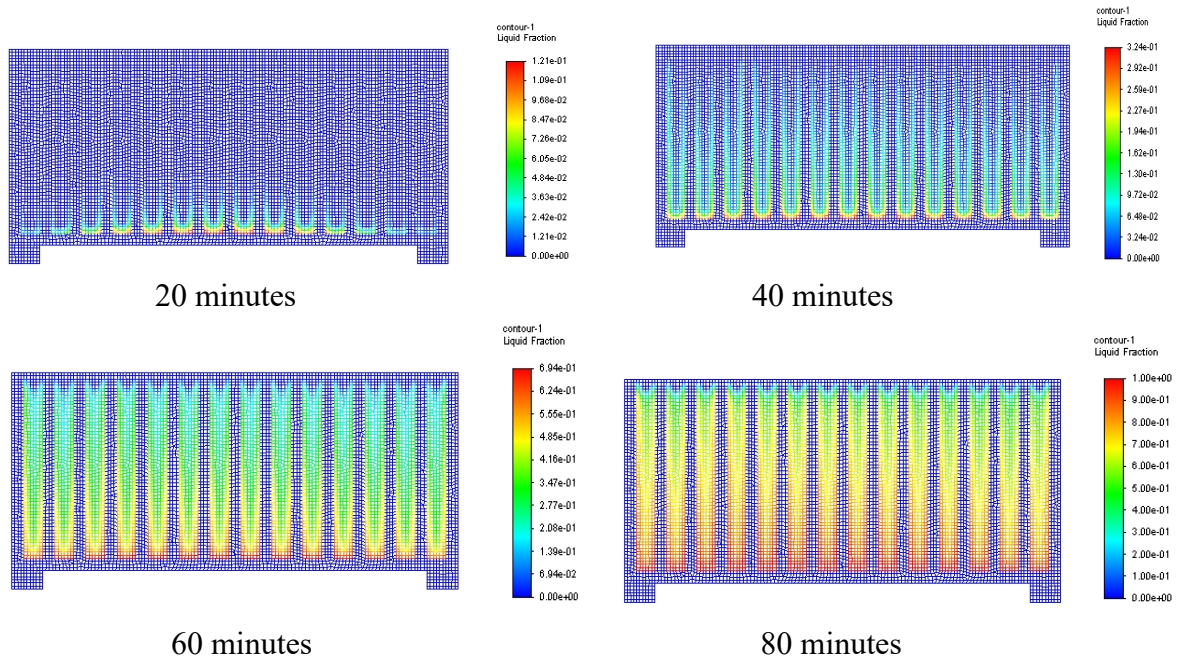 contour-1
Liquid Fraction
1.21e-01
1.09e-01
9.68e-02
8.47e-02
7.26e-02
6.05e-02
4.84e-02
3.63e-02
2.42e-02
1.21e-02
0.00e+00
20 minutes
contour-1
Liquid Fraction
3.24e-01
2.92e-01
2.59e-01
2.27e-01
1.94e-01
1.62e-01
1.30e-01
9.72e-02
6.48e-02
3.24e-02
0.00e+00
40 minutes
contour-1
Liquid Fraction
6.94e-01
6.24e-01
5.55e-01
4.85e-01
4.16e-01
3.47e-01
2.77e-01
2.08e-01
1.39e-01
6.94e-02
0.00e+00
60 minutes
contour-1
Liquid Fraction
1.00e+00
9.00e-01
8.00e-01
7.00e-01
6.00e-01
5.00e-01
4.00e-01
3.00e-01
2.00e-01
1.00e-01
0.00e+00
80 minutes